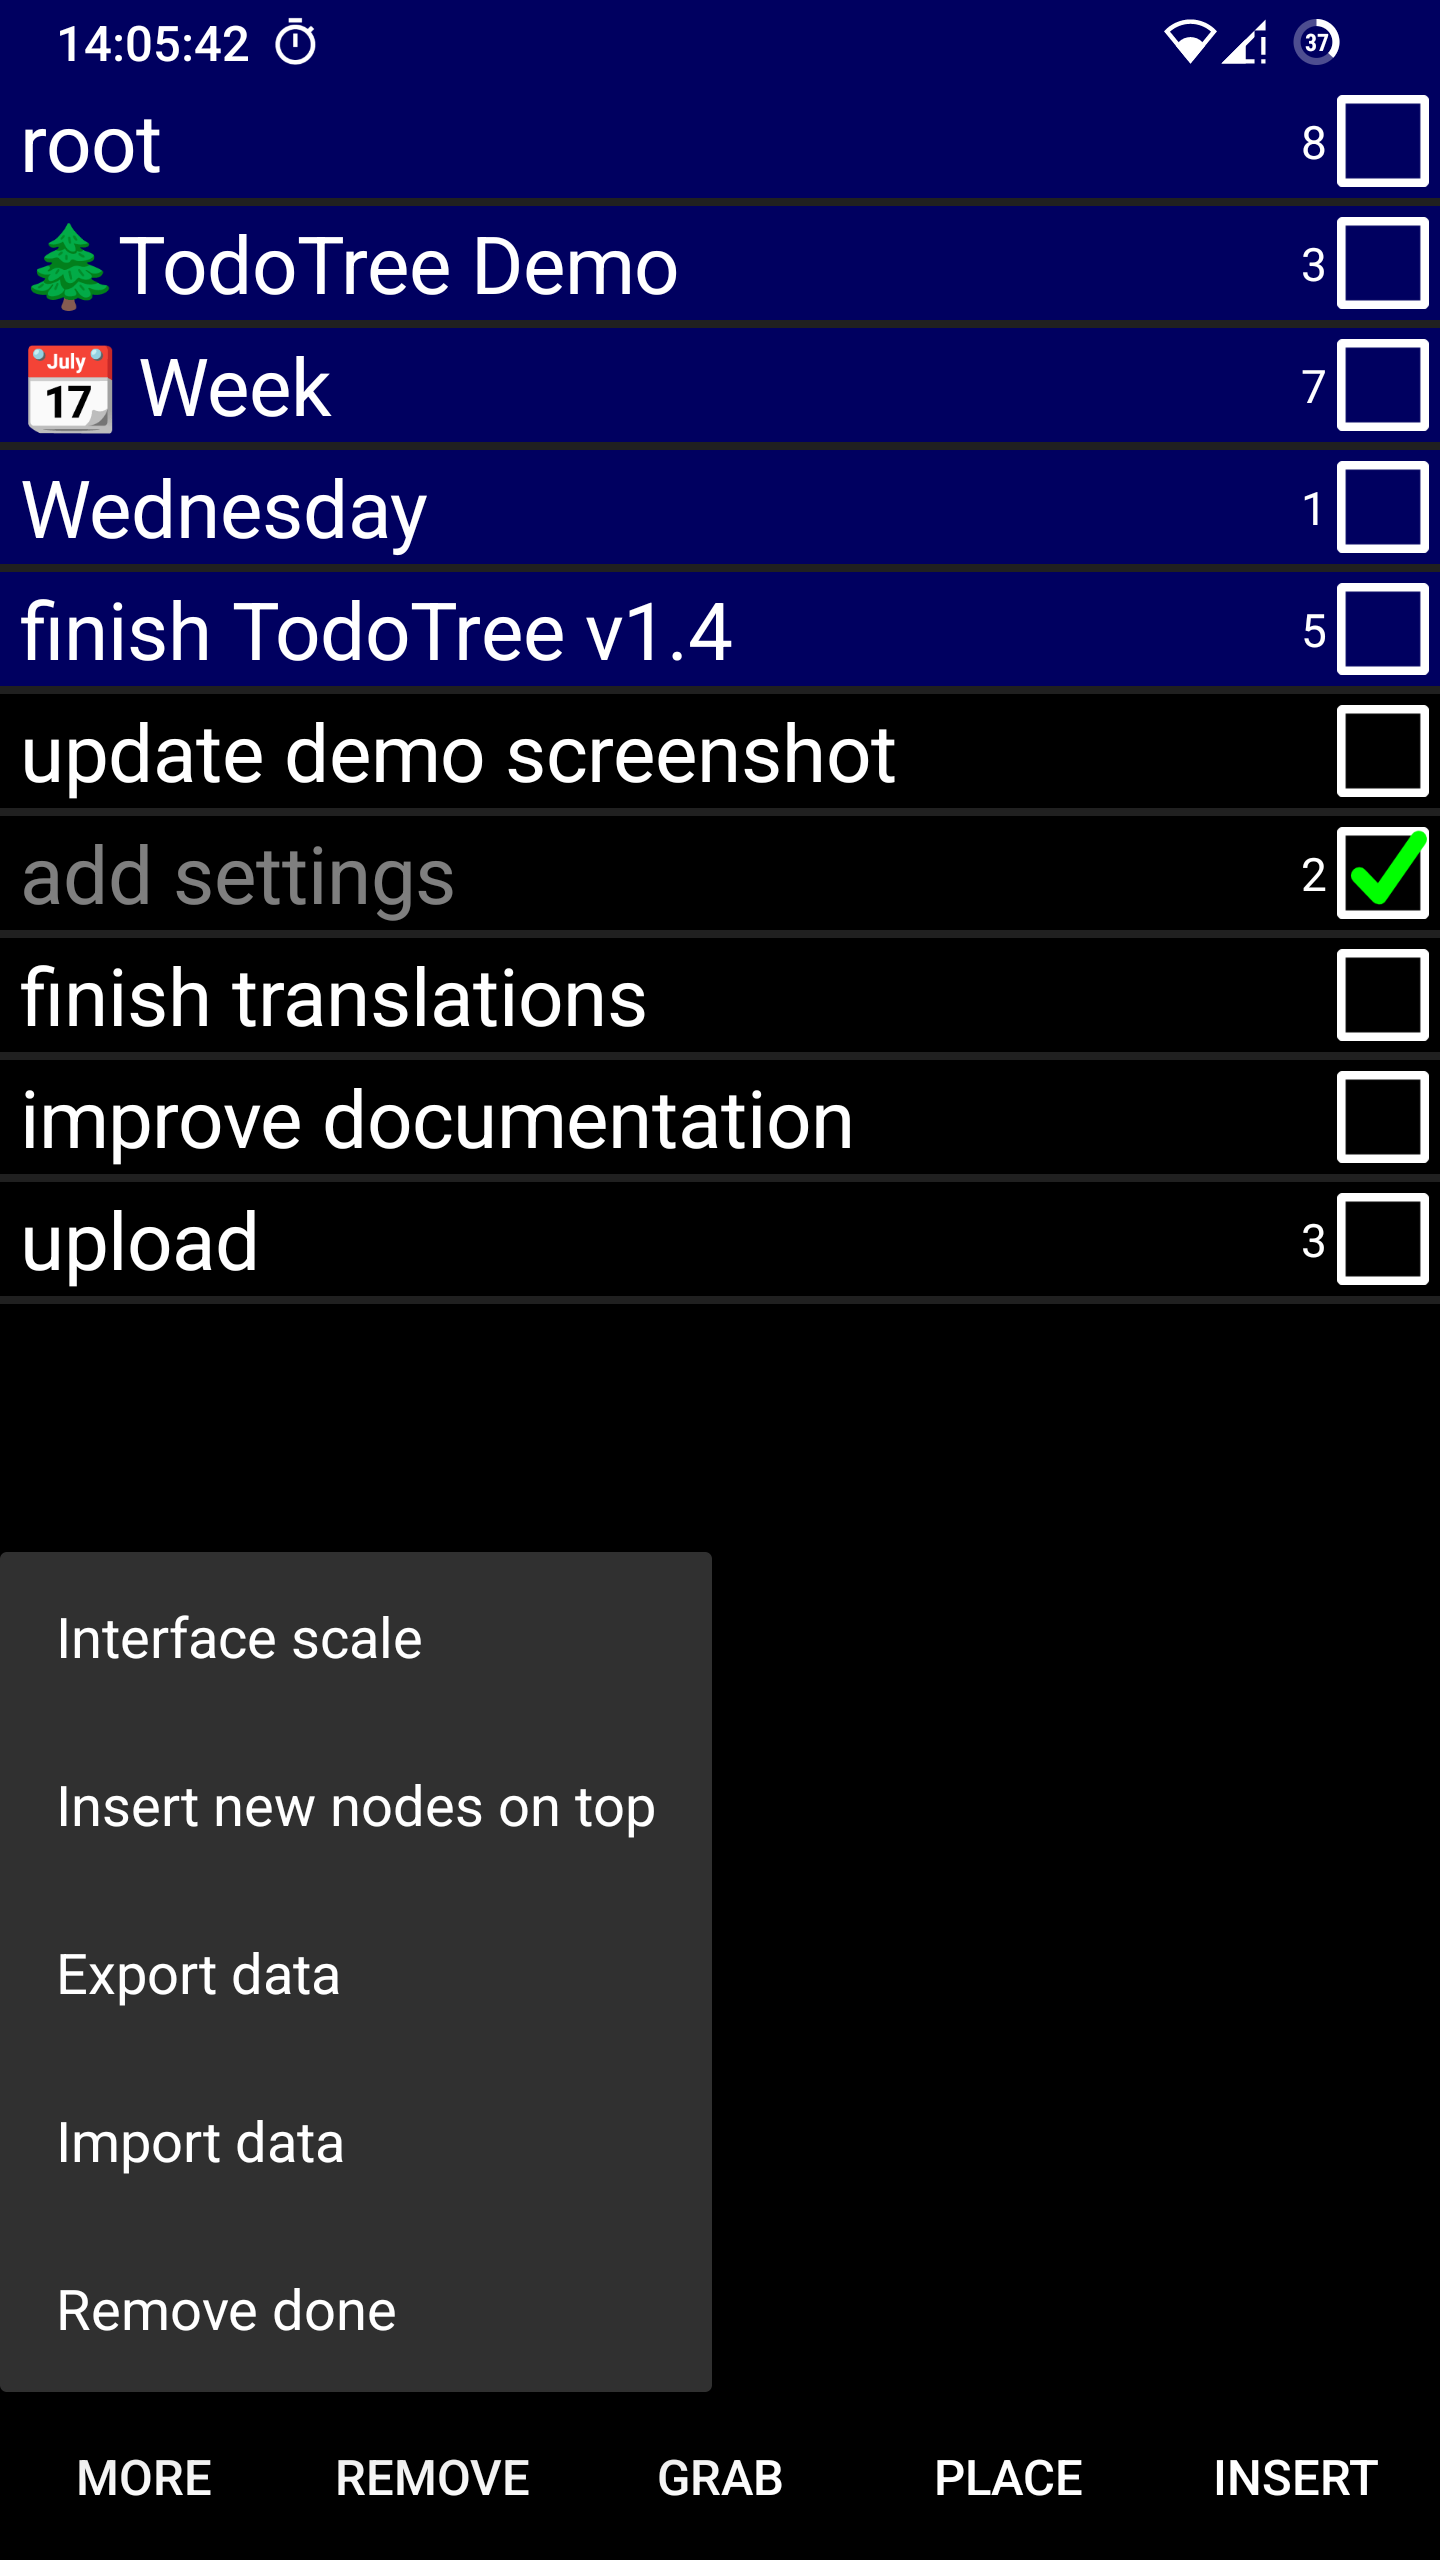 14:05:42 37
root 8
TodoTree Demo 3
July 17 Week 7
Wednesday 1
finish TodoTree v1.4 5
update demo screenshot
add settings 2
finish translations
improve documentation
upload 3
Interface scale
Insert new nodes on top
Export data
Import data
Remove done
MORE REMOVE GRAB PLACE INSERT